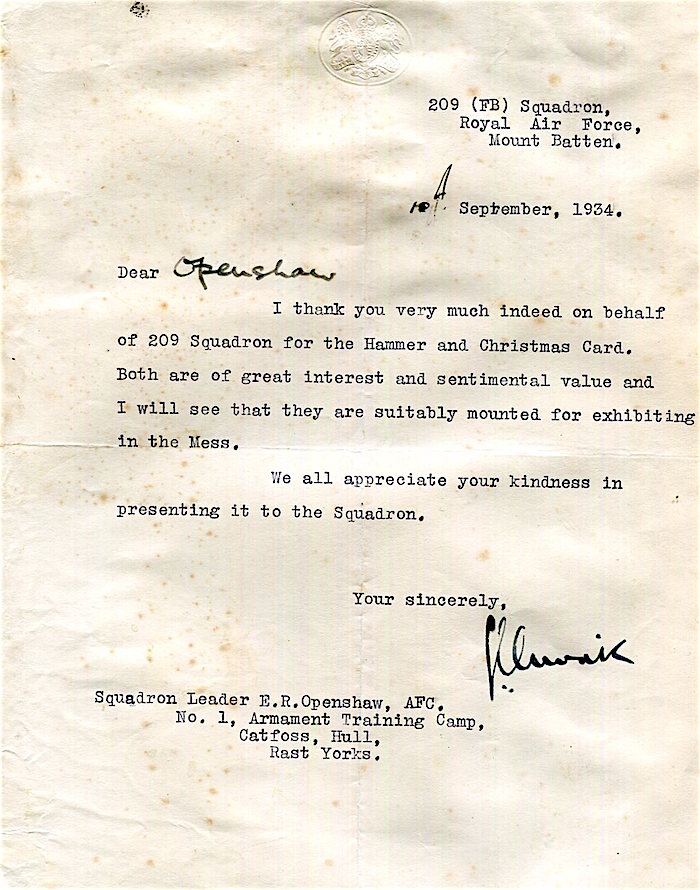 209 (FB) Squadron,
Royal Air Force,
Mount Batten.
September, 1934.
Dear Openshaw
I thank you very much indeed on behalf
of 209 Squadron for the Hammer and Christmas Card.
Both are of great interest and sentimental value and
I will see that they are suitably mounted for exhibiting
in the Mess.
We all appreciate your kindness in
presenting it to the Squadron.
Your sincerely,
Squadron Leader E.R.Openshaw, AFC.
No. 1, Armament Training Camp,
Catfoss, Hull,
Rast Yorks.